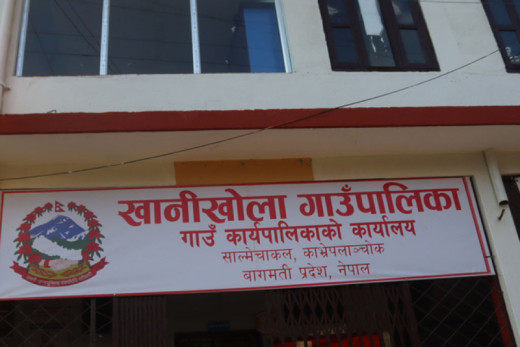 खानीखोला गाउँपालिका
गाउँ कार्यपालिकाको कार्यालय
साल्मेचाकल, काभ्रेपलाञ्चोक
बागमती प्रदेश, नेपाल